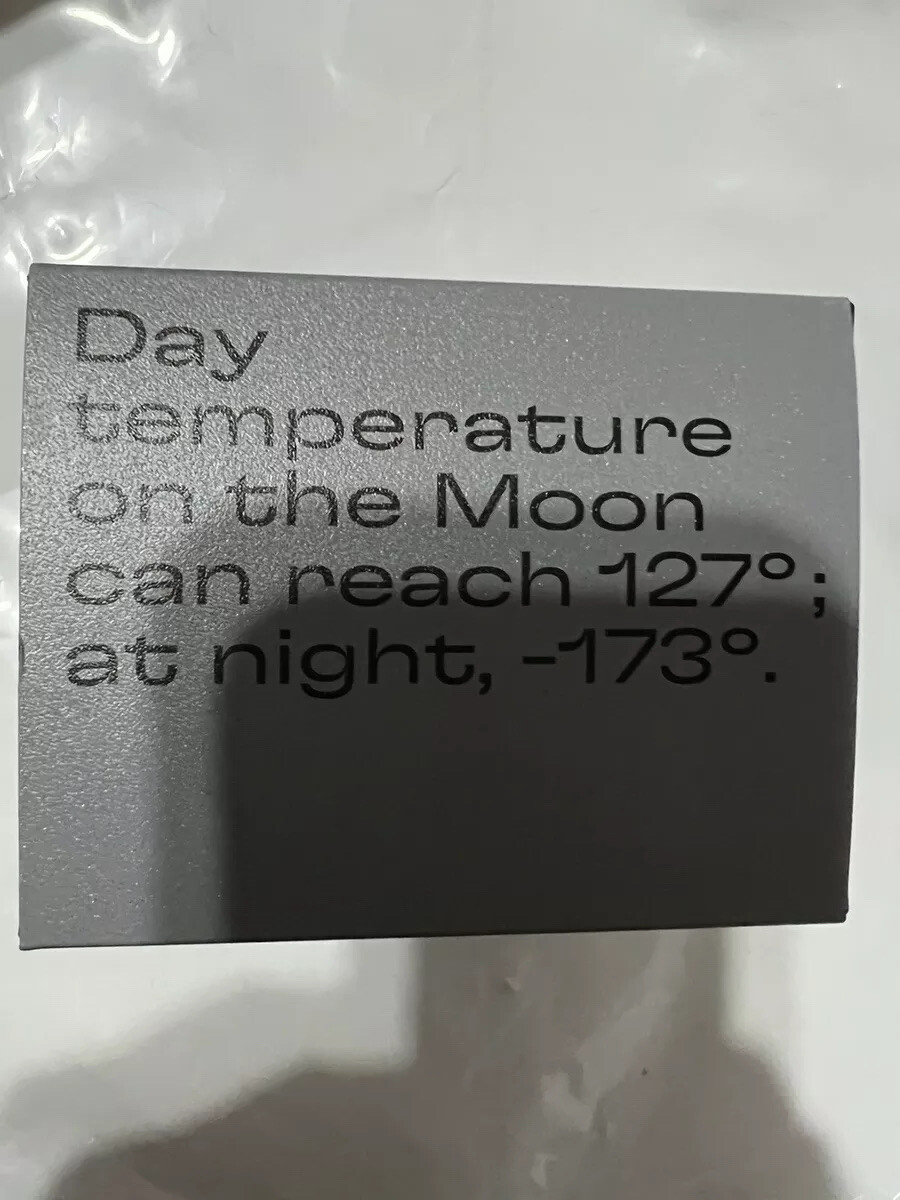 Day
temperature
on the Moon
can reach 127°;
at night, -173°.